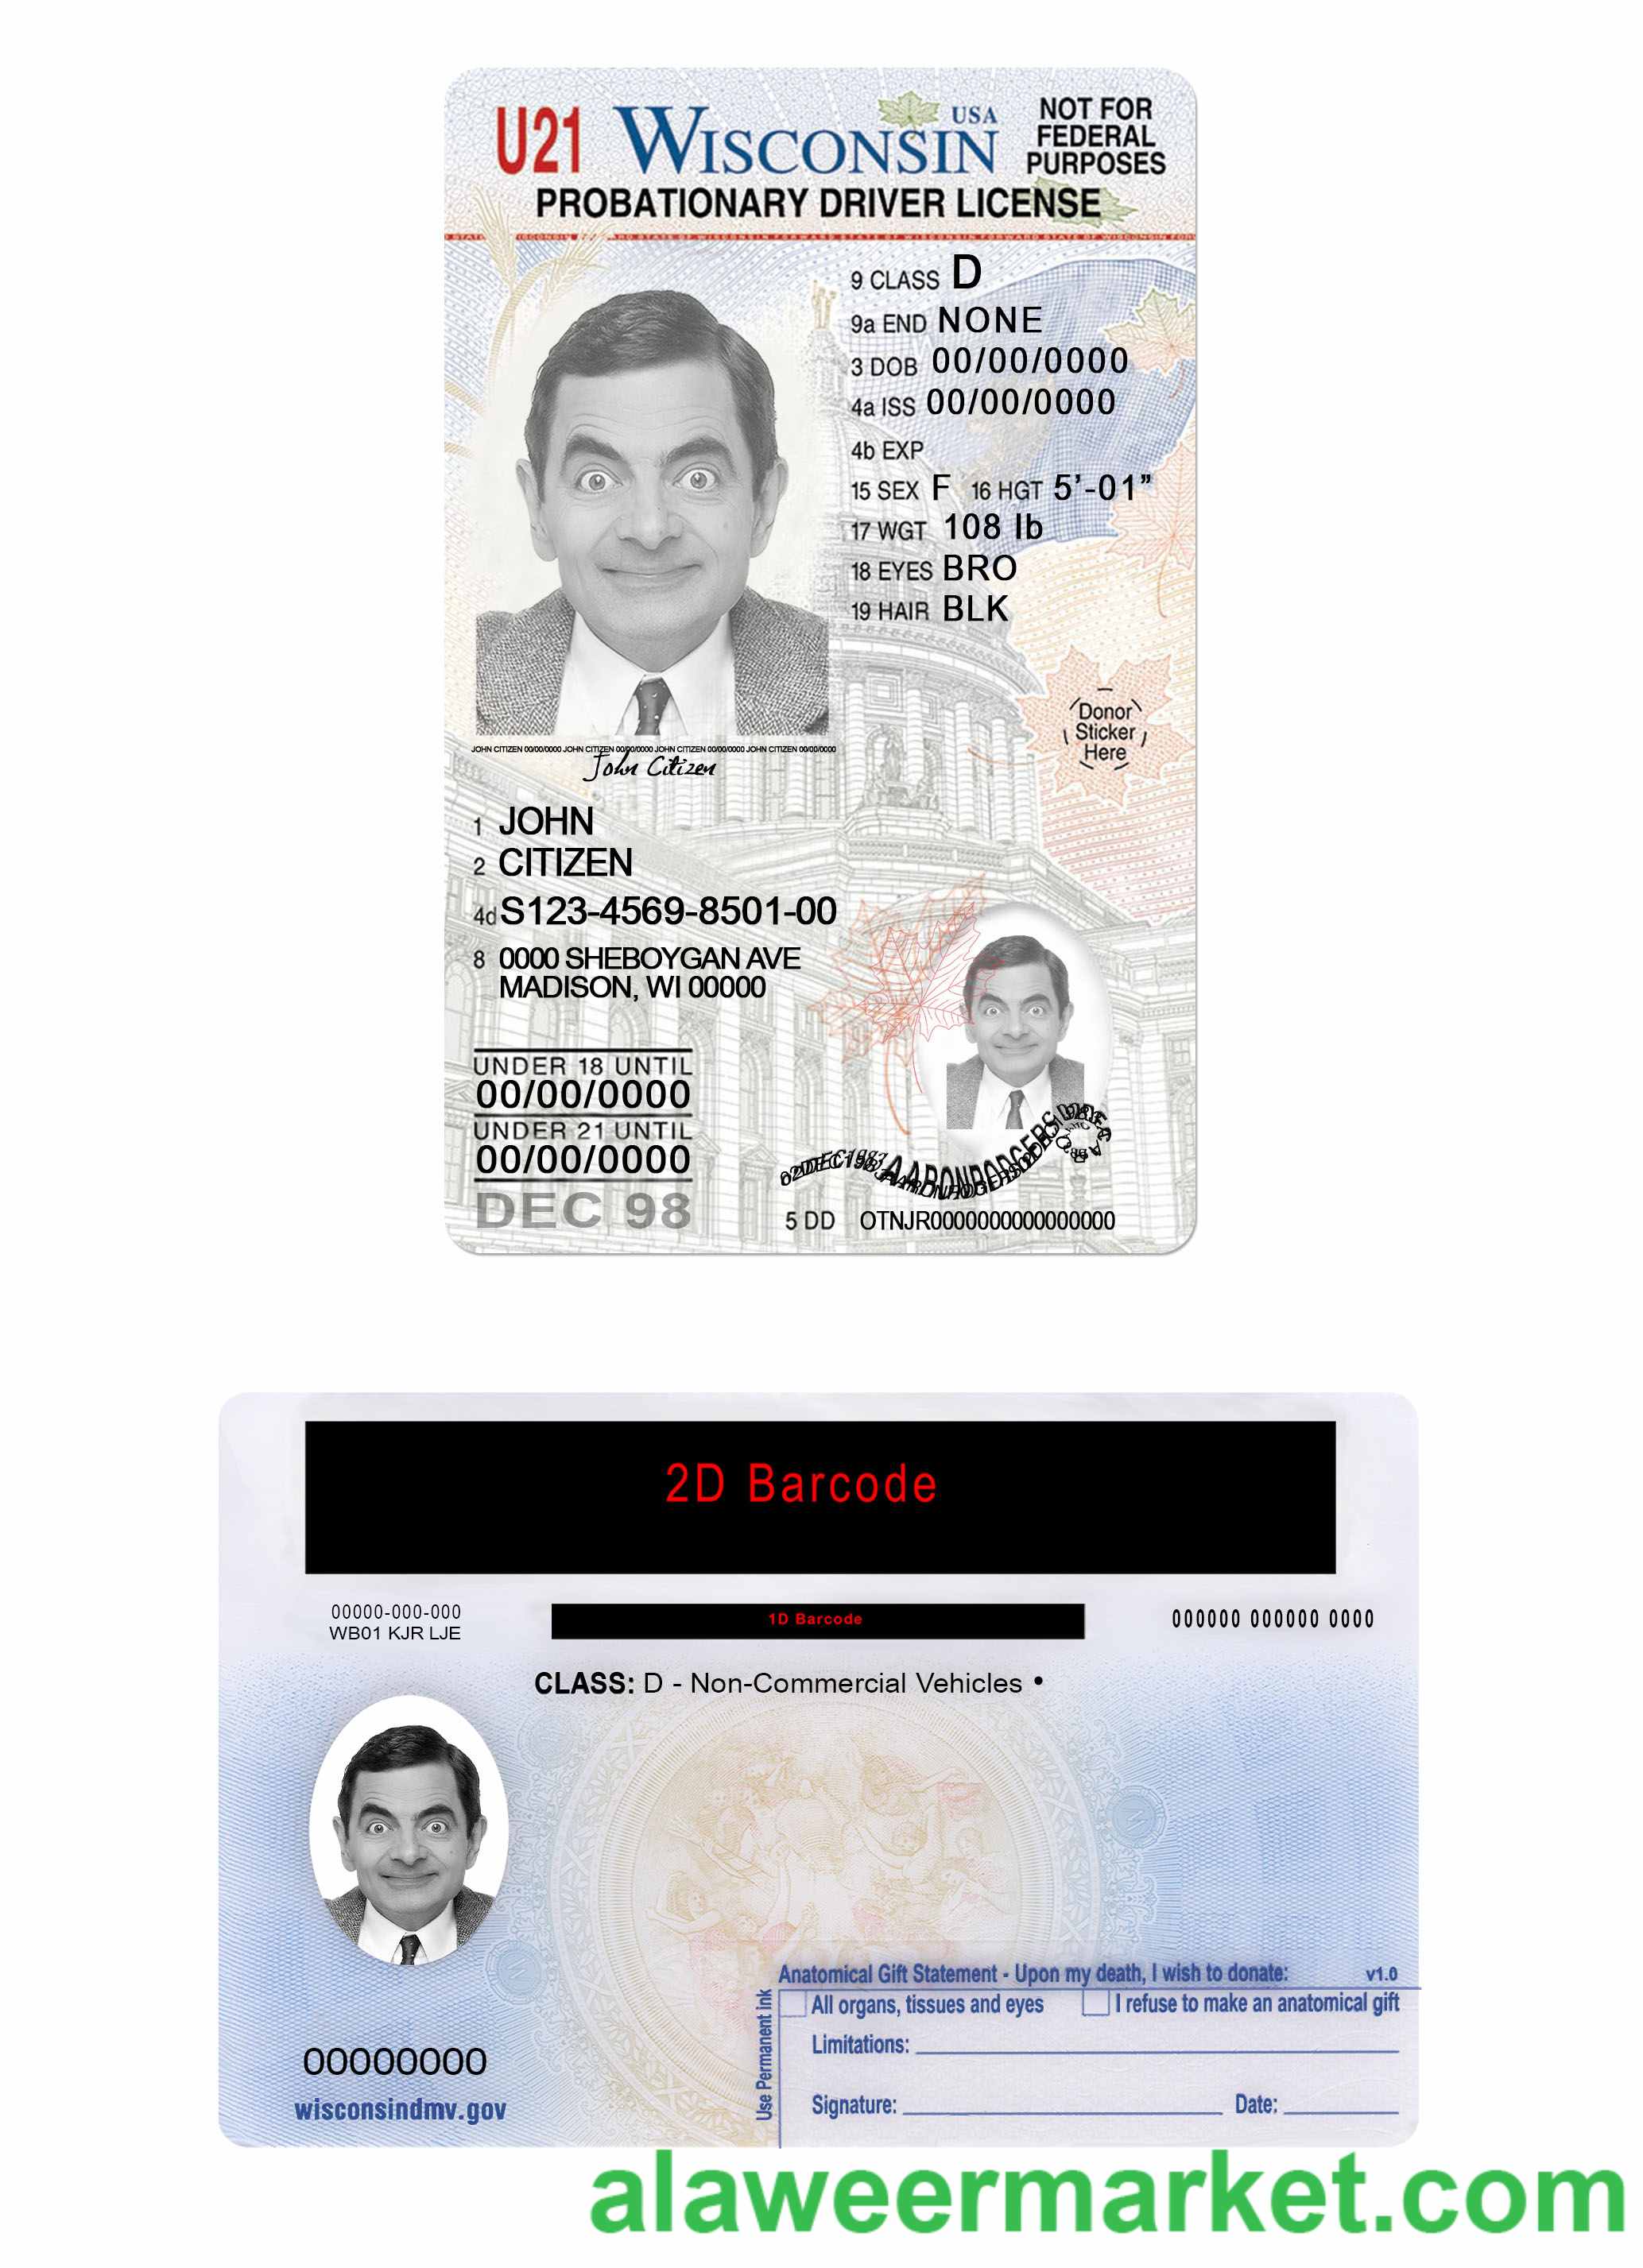 U21 WISCONSIN USA
NOT FOR
FEDERAL
PURPOSES
PROBATIONARY DRIVER LICENSE
9 CLASS D
9a END NONE
3 DOB 00/00/0000
4a ISS 00/00/0000
4b EXP
15 SEX F 16 HGT 5’-01”
17 WGT 108 lb
18 EYES BRO
19 HAIR BLK
Donor
Sticker
Here
JOHN CITIZEN 00/00/0000 JOHN CITIZEN 00/00/0000 JOHN CITIZEN 00/00/0000 JOHN CITIZEN 00/00/0000
John Citizen
1 JOHN
2 CITIZEN
4d S123-4569-8501-00
8 0000 SHEBOYGAN AVE
MADISON, WI 00000
UNDER 18 UNTIL
00/00/0000
UNDER 21 UNTIL
00/00/0000
DEC 98
5 DD OTNJR0000000000000000
2D Barcode
00000-000-000
WB01 KJR LJE
1D Barcode
000000 000000 0000
CLASS: D - Non-Commercial Vehicles •
Anatomical Gift Statement - Upon my death, I wish to donate: v1.0
All organs, tissues and eyes I refuse to make an anatomical gift
Limitations:
Signature: Date:
Use Permanent ink
00000000
wisconsindmv.gov
alaweermarket.com